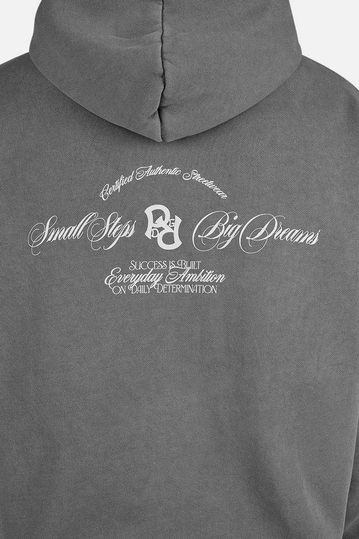 Certified Authentic Streetwear
Small Steps Big Dreams
SUCCESS IS BUILT
Everyday Ambition
ON DAILY DETERMINATION